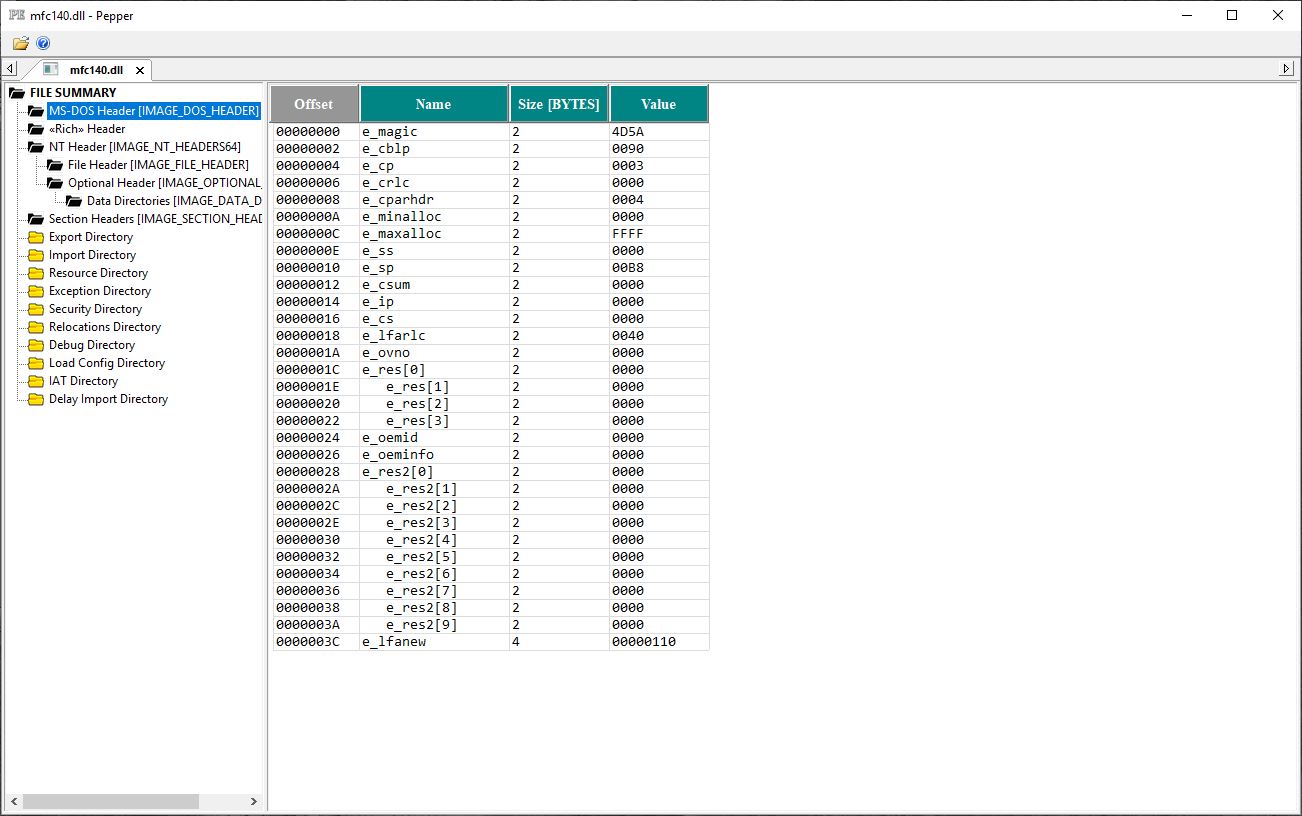 PE mfc140.dll - Pepper
mfc140.dll
FILE SUMMARY
MS-DOS Header [IMAGE_DOS_HEADER]
«Rich» Header
NT Header [IMAGE_NT_HEADERS64]
File Header [IMAGE_FILE_HEADER]
Optional Header [IMAGE_OPTIONAL_
Data Directories [IMAGE_DATA_D
Section Headers [IMAGE_SECTION_HEAD
Export Directory
Import Directory
Resource Directory
Exception Directory
Security Directory
Relocations Directory
Debug Directory
Load Config Directory
IAT Directory
Delay Import Directory
Offset Name Size [BYTES] Value
00000000 e_magic 2 4D5A
00000002 e_cblp 2 0090
00000004 e_cp 2 0003
00000006 e_crlc 2 0000
00000008 e_cparhdr 2 0004
0000000A e_minalloc 2 0000
0000000C e_maxalloc 2 FFFF
0000000E e_ss 2 0000
00000010 e_sp 2 00B8
00000012 e_csum 2 0000
00000014 e_ip 2 0000
00000016 e_cs 2 0000
00000018 e_lfarlc 2 0040
0000001A e_ovno 2 0000
0000001C e_res[0] 2 0000
0000001E e_res[1] 2 0000
00000020 e_res[2] 2 0000
00000022 e_res[3] 2 0000
00000024 e_oemid 2 0000
00000026 e_oeminfo 2 0000
00000028 e_res2[0] 2 0000
0000002A e_res2[1] 2 0000
0000002C e_res2[2] 2 0000
0000002E e_res2[3] 2 0000
00000030 e_res2[4] 2 0000
00000032 e_res2[5] 2 0000
00000034 e_res2[6] 2 0000
00000036 e_res2[7] 2 0000
00000038 e_res2[8] 2 0000
0000003A e_res2[9] 2 0000
0000003C e_lfanew 4 00000110